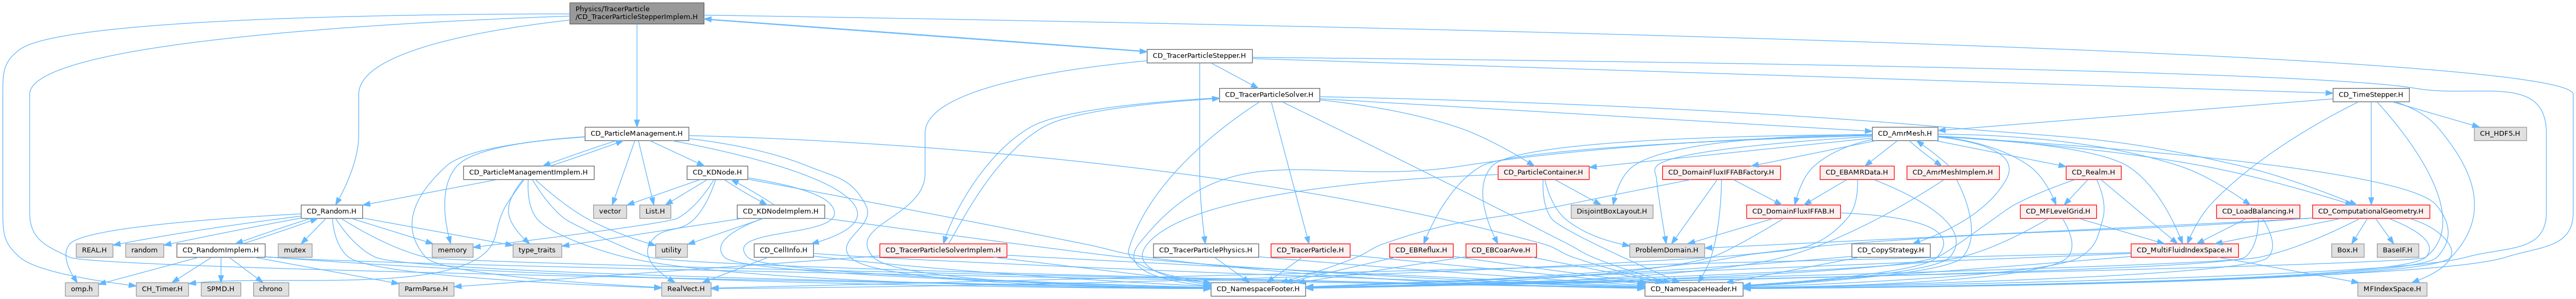 Physics/TracerParticle
/CD_TracerParticleStepperImplem.H
CD_TracerParticleStepper.H
CD_TracerParticleSolver.H
CD_TimeStepper.H
CD_ParticleManagement.H
CD_AmrMesh.H
CH_HDF5.H
CD_ParticleManagementImplem.H
CD_KDNode.H
CD_ParticleContainer.H
CD_DomainFluxIFFABFactory.H
CD_EBAMRData.H
CD_AmrMeshImplem.H
CD_Realm.H
CD_Random.H
vector
List.H
CD_KDNodeImplem.H
DisjointBoxLayout.H
CD_DomainFluxIFFAB.H
CD_MFLevelGrid.H
CD_LoadBalancing.H
CD_ComputationalGeometry.H
REAL.H
random
CD_RandomImplem.H
mutex
memory
type_traits
utility
CD_CellInfo.H
CD_TracerParticleSolverImplem.H
CD_TracerParticlePhysics.H
CD_TracerParticle.H
CD_EBReflux.H
CD_EBCoarAve.H
ProblemDomain.H
CD_CopyStrategy.H
CD_MultiFluidIndexSpace.H
Box.H
BaseIF.H
omp.h
CH_Timer.H
SPMD.H
chrono
ParmParse.H
RealVect.H
CD_NamespaceFooter.H
CD_NamespaceHeader.H
MFIndexSpace.H